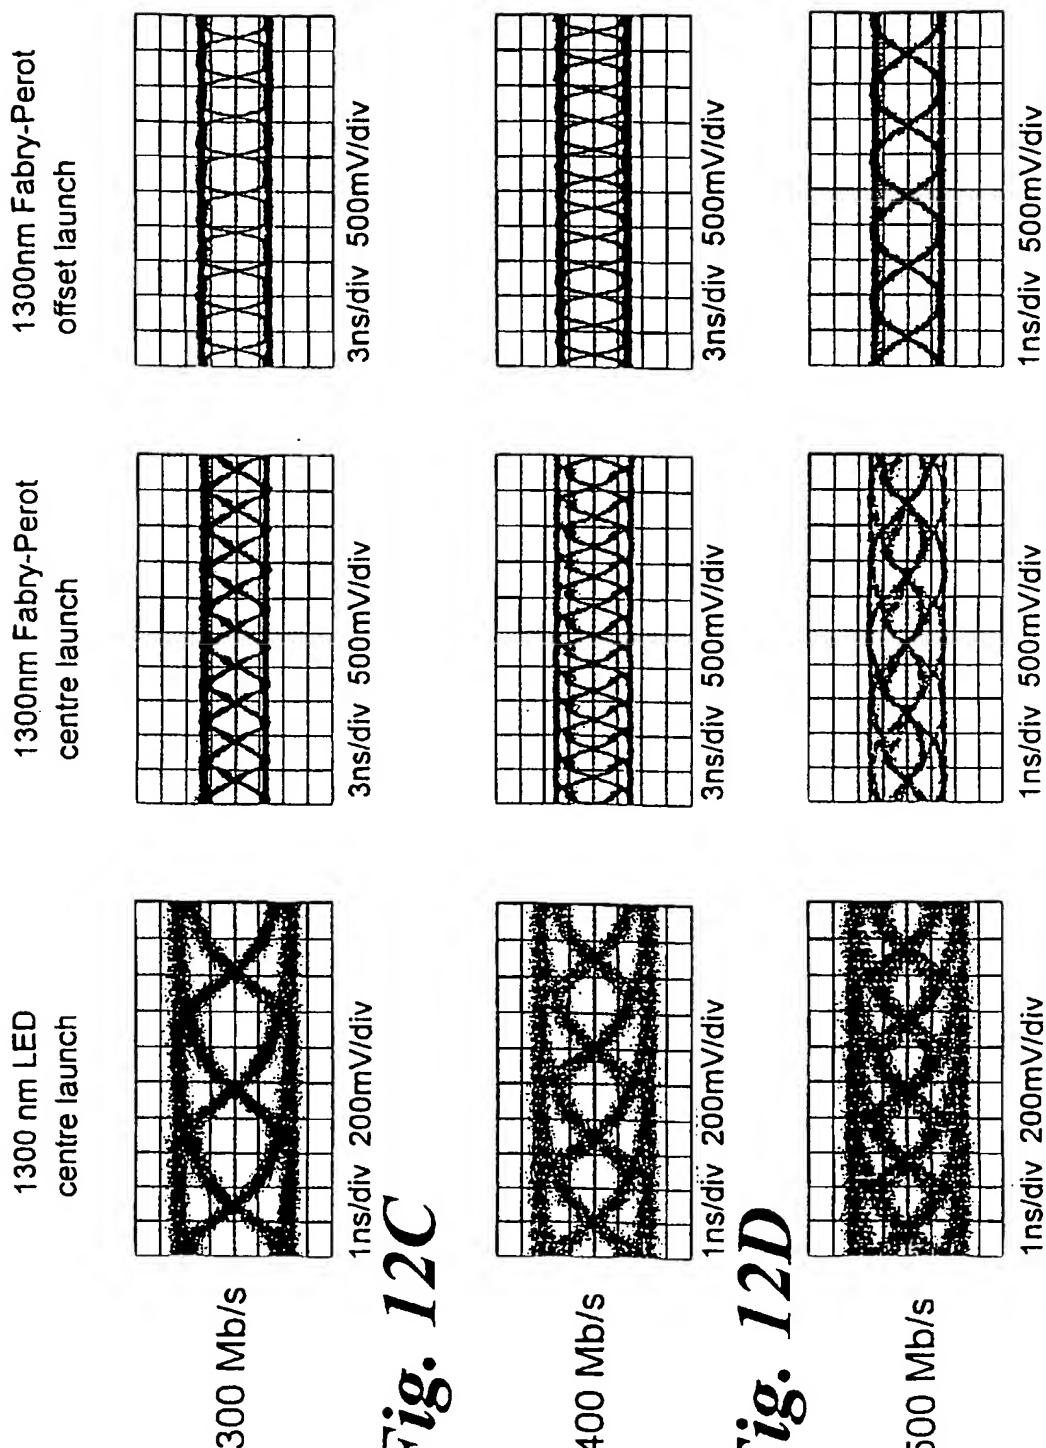 1300 nm LED
centre launch
1300nm Fabry-Perot
centre launch
1300nm Fabry-Perot
offset launch
300 Mb/s
1ns/div 200mV/div
3ns/div 500mV/div
3ns/div 500mV/div
Fig. 12C
400 Mb/s
1ns/div 200mV/div
3ns/div 500mV/div
3ns/div 500mV/div
Fig. 12D
500 Mb/s
1ns/div 200mV/div
1ns/div 500mV/div
1ns/div 500mV/div